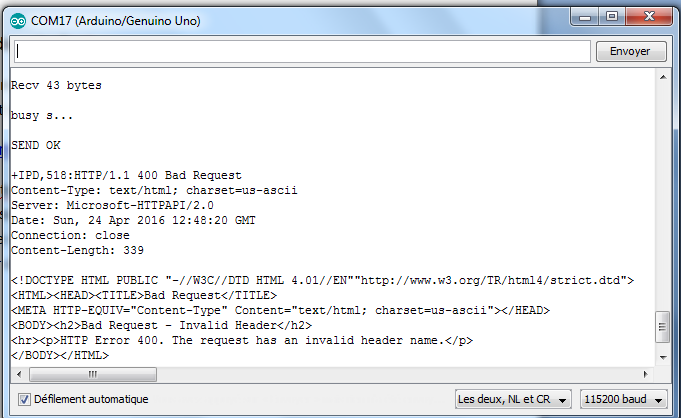 COM17 (Arduino/Genuino Uno)
Envoyer
Recv 43 bytes
busy s...
SEND OK
+IPD,518:HTTP/1.1 400 Bad Request
Content-Type: text/html; charset=us-ascii
Server: Microsoft-HTTPAPI/2.0
Date: Sun, 24 Apr 2016 12:48:20 GMT
Connection: close
Content-Length: 339
<!DOCTYPE HTML PUBLIC "-//W3C//DTD HTML 4.01//EN""http://www.w3.org/TR/html4/strict.dtd">
<HTML><HEAD><TITLE>Bad Request</TITLE>
<META HTTP-EQUIV="Content-Type" Content="text/html; charset=us-ascii"></HEAD>
<BODY><h2>Bad Request - Invalid Header</h2>
<hr><p>HTTP Error 400. The request has an invalid header name.</p>
</BODY></HTML>
Défilement automatique
Les deux, NL et CR
115200 baud